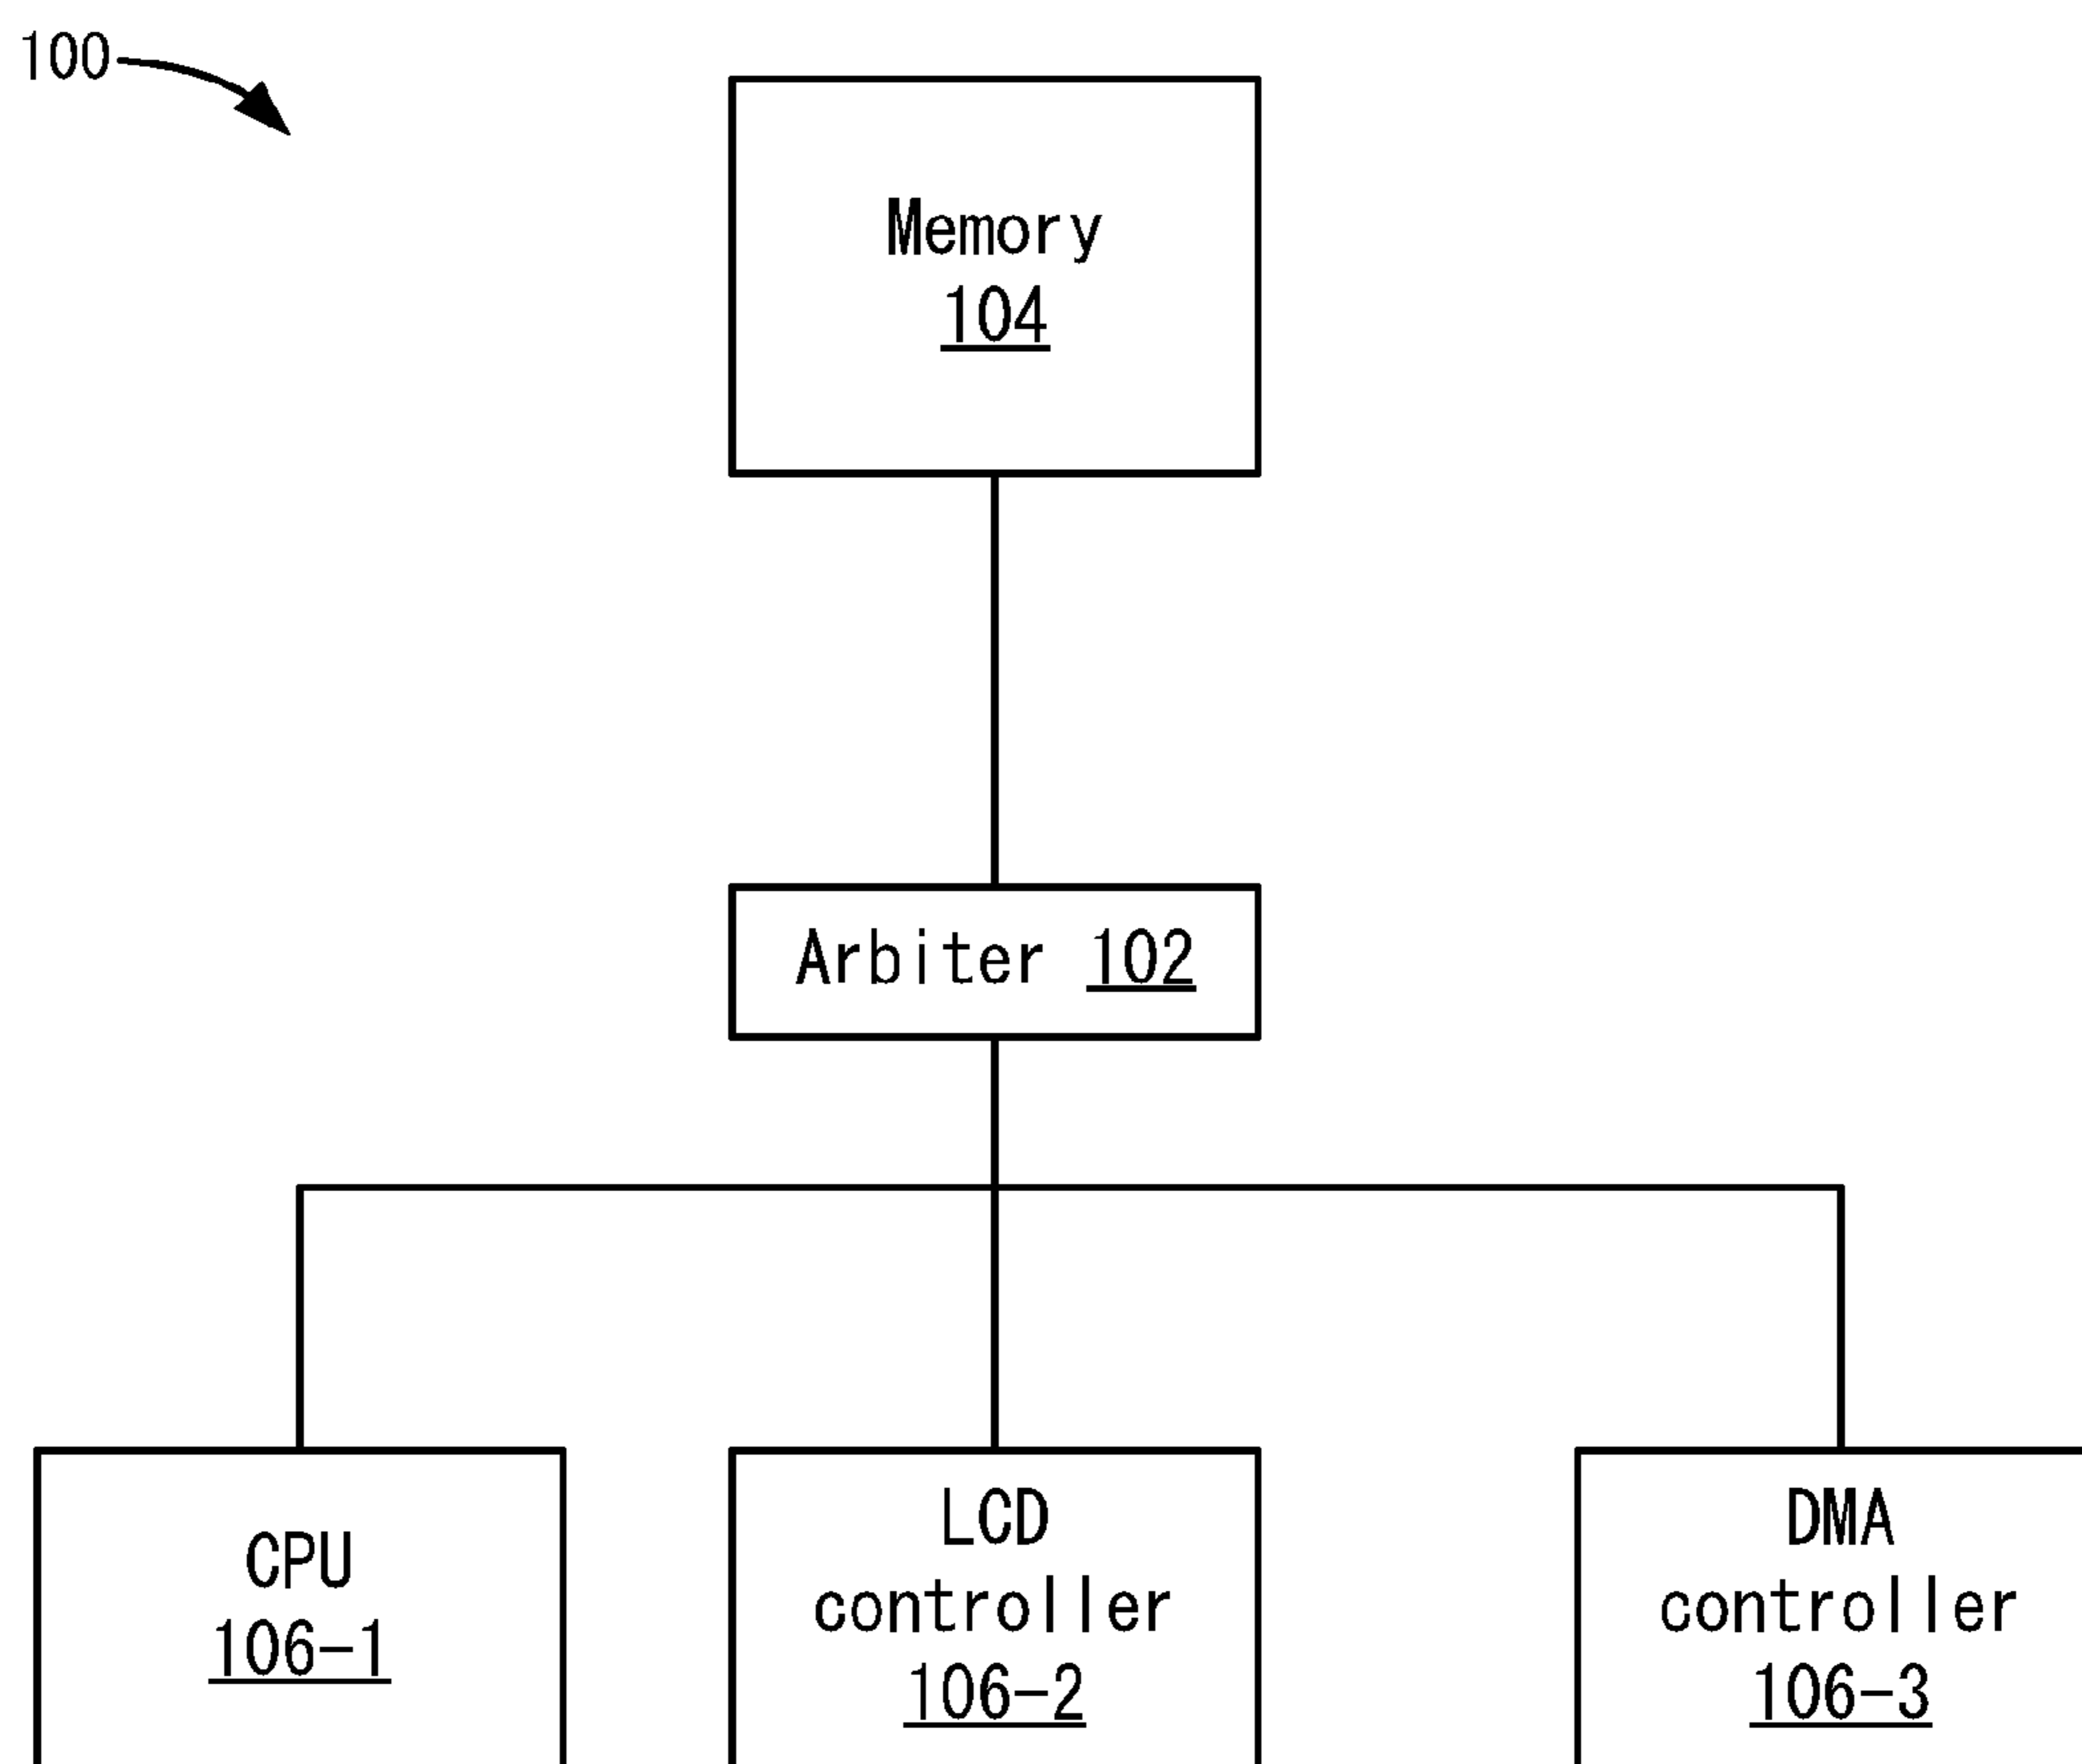 100
Memory
104
Arbiter 102
CPU
106-1
LCD
controller
106-2
DMA
controller
106-3